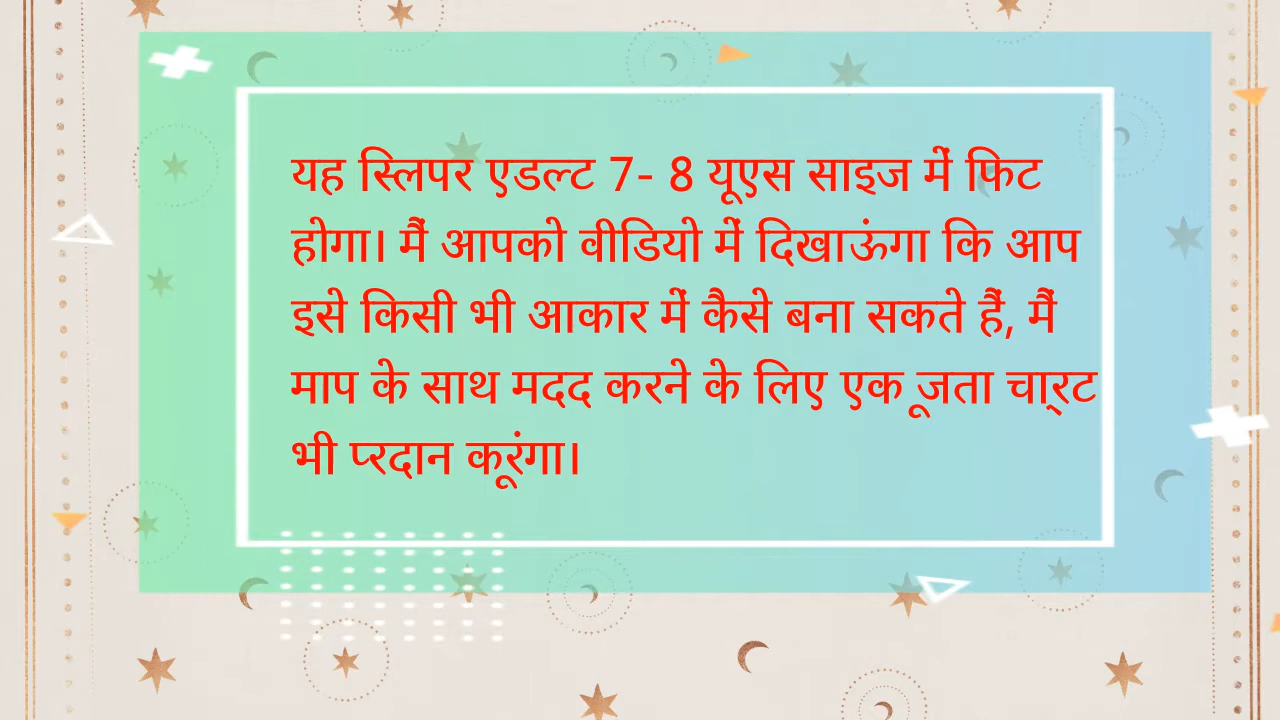 यह स्लिपर एडल्ट 7- 8 यूएस साइज में फिट
होगा। मैं आपको वीडियो में दिखाऊंगा कि आप
इसे किसी भी आकार में कैसे बना सकते हैं, मैं
माप के साथ मदद करने के लिए एक जूता चार्ट
भी प्रदान करूंगा।